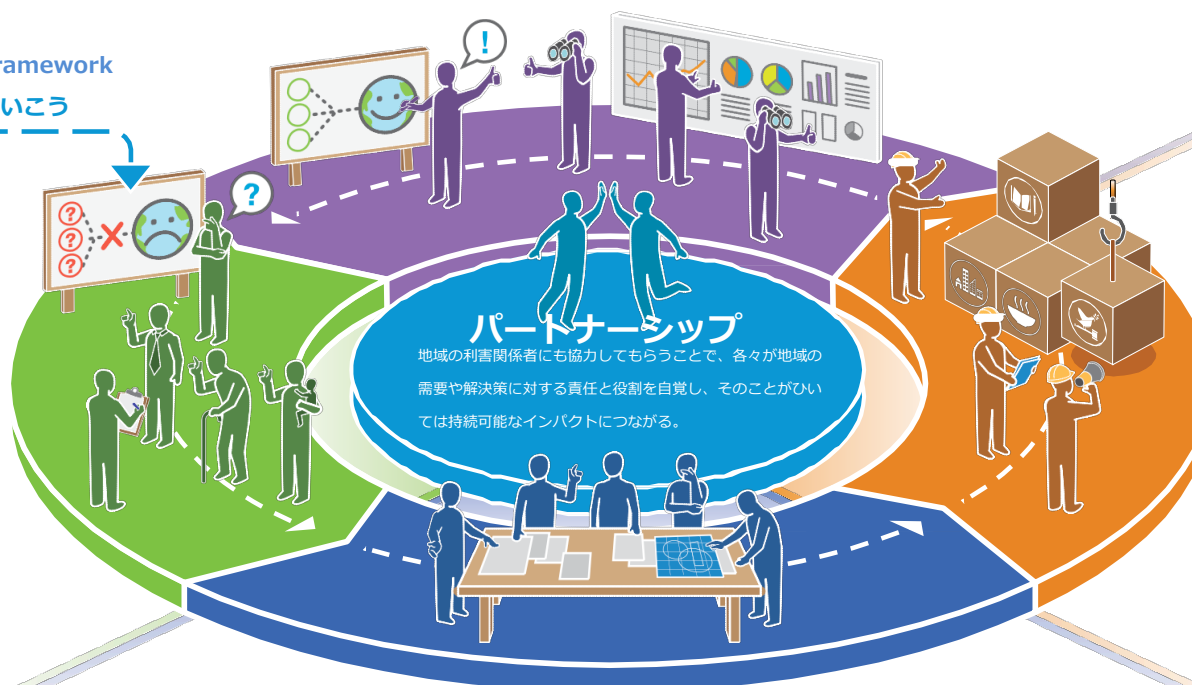 ramework
いこう
!
?
?
?
?
パートナーシップ
地域の利害関係者にも協力してもらうことで、各々が地域の
需要や解決策に対する責任と役割を自覚し、そのことがひい
ては持続可能なインパクトにつながる。